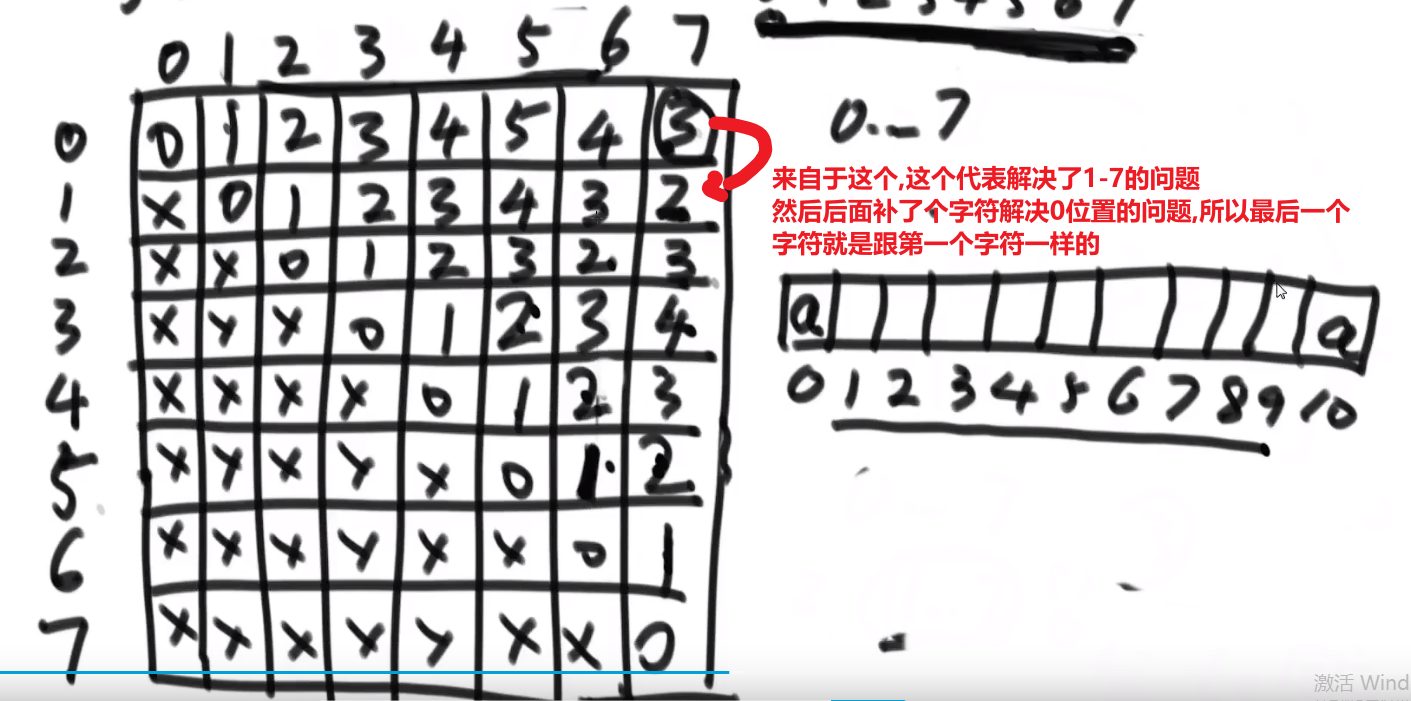 0 1 2 3 4 5 6 7
0 0 1 2 3 4 5 4 3
0...7
来自于这个,这个代表解决了1-7的问题
1 X 0 1 2 3 4 3 2
然后后面补了个字符解决0位置的问题,所以最后一个
字符就是跟第一个字符一样的
2 X X 0 1 2 3 2 3
3 X X X 0 1 2 3 4
a a
4 X X X X 0 1 2 3
0 1 2 3 4 5 6 7 8 9 10
5 X X X X X 0 1 2
6 X X X X X X 0 1
7 X X X X X X X 0
激活 Wind